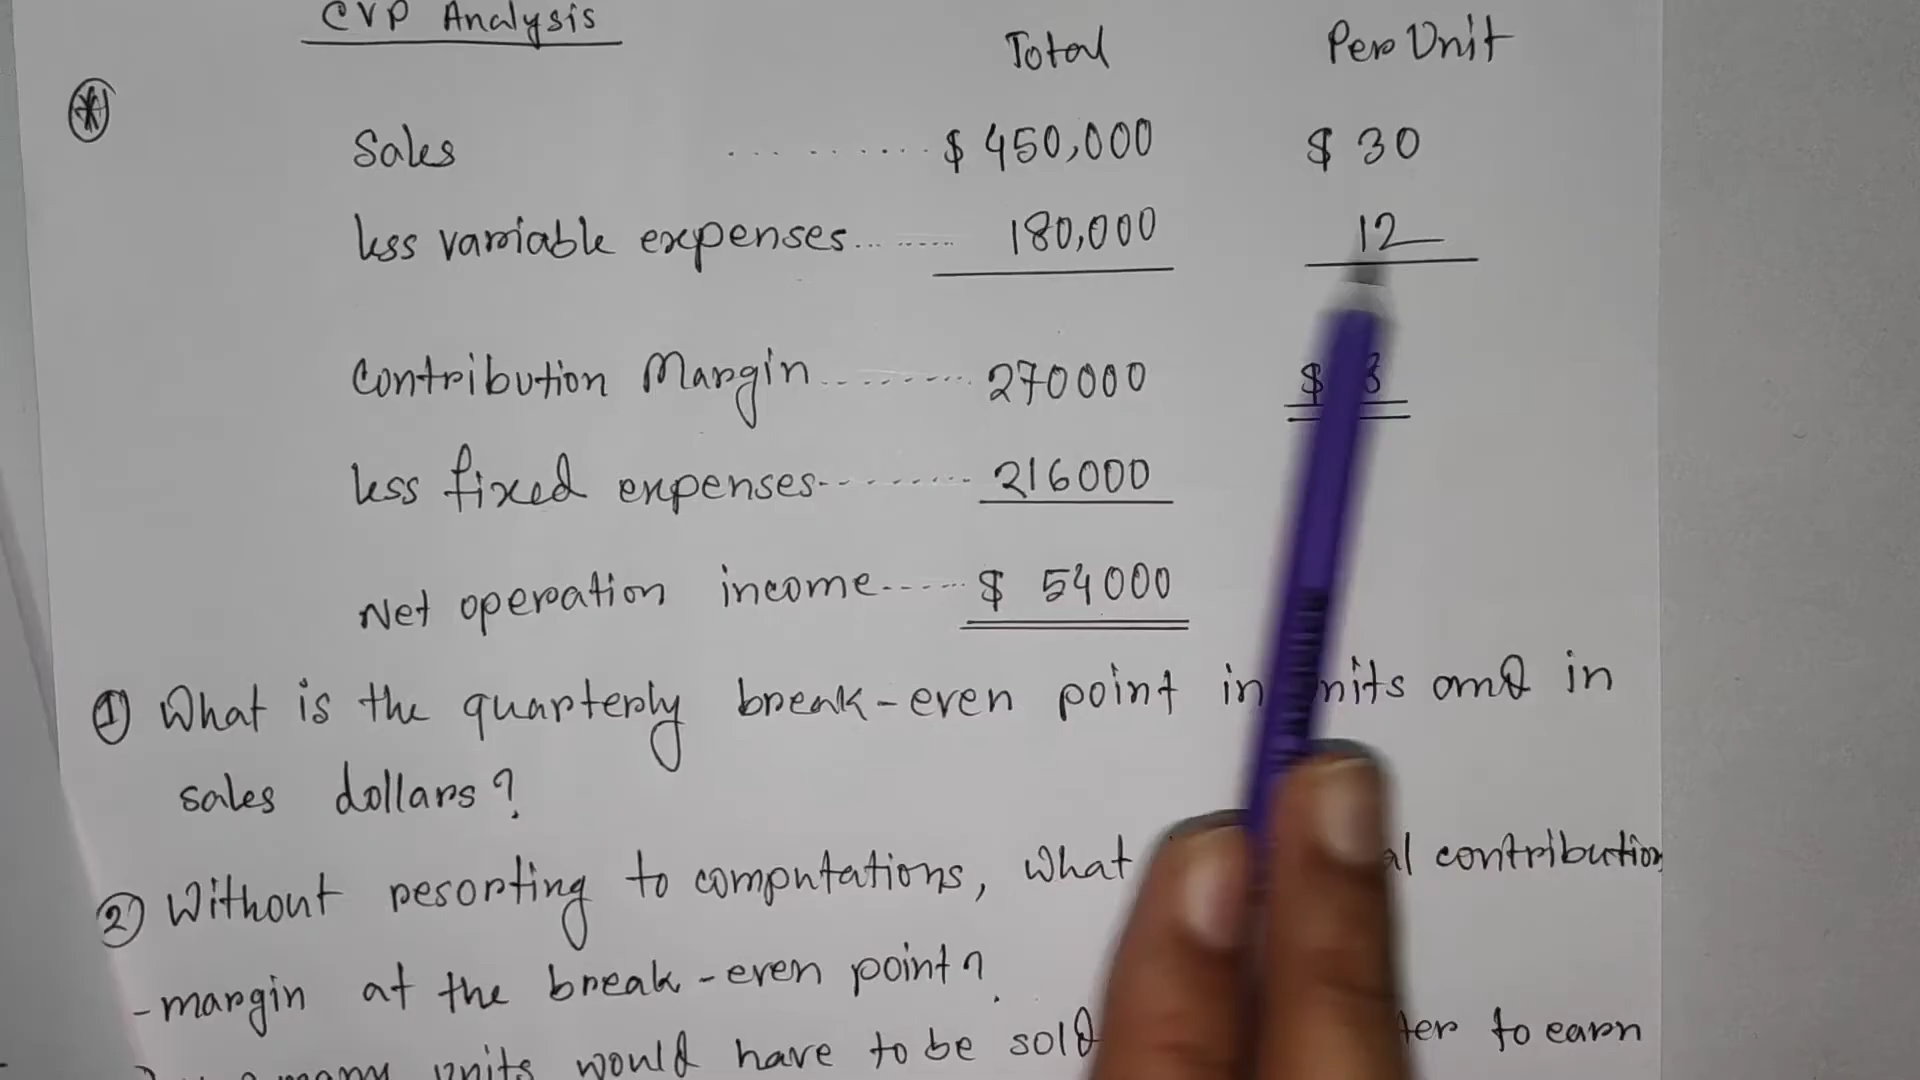 CVP Analysis
Total Per Unit
Sales .......... $ 450,000 $ 30
less variable expenses......... 180,000 12
Contribution Margin.......... 270000 $
less fixed expenses......... 216000
Net operation income....... $ 54000
① What is the quarterly break-even point in and in
sales dollars?
② Without resorting to computations, what contribution
-margin at the break-even point?
units would have to be sold to earn